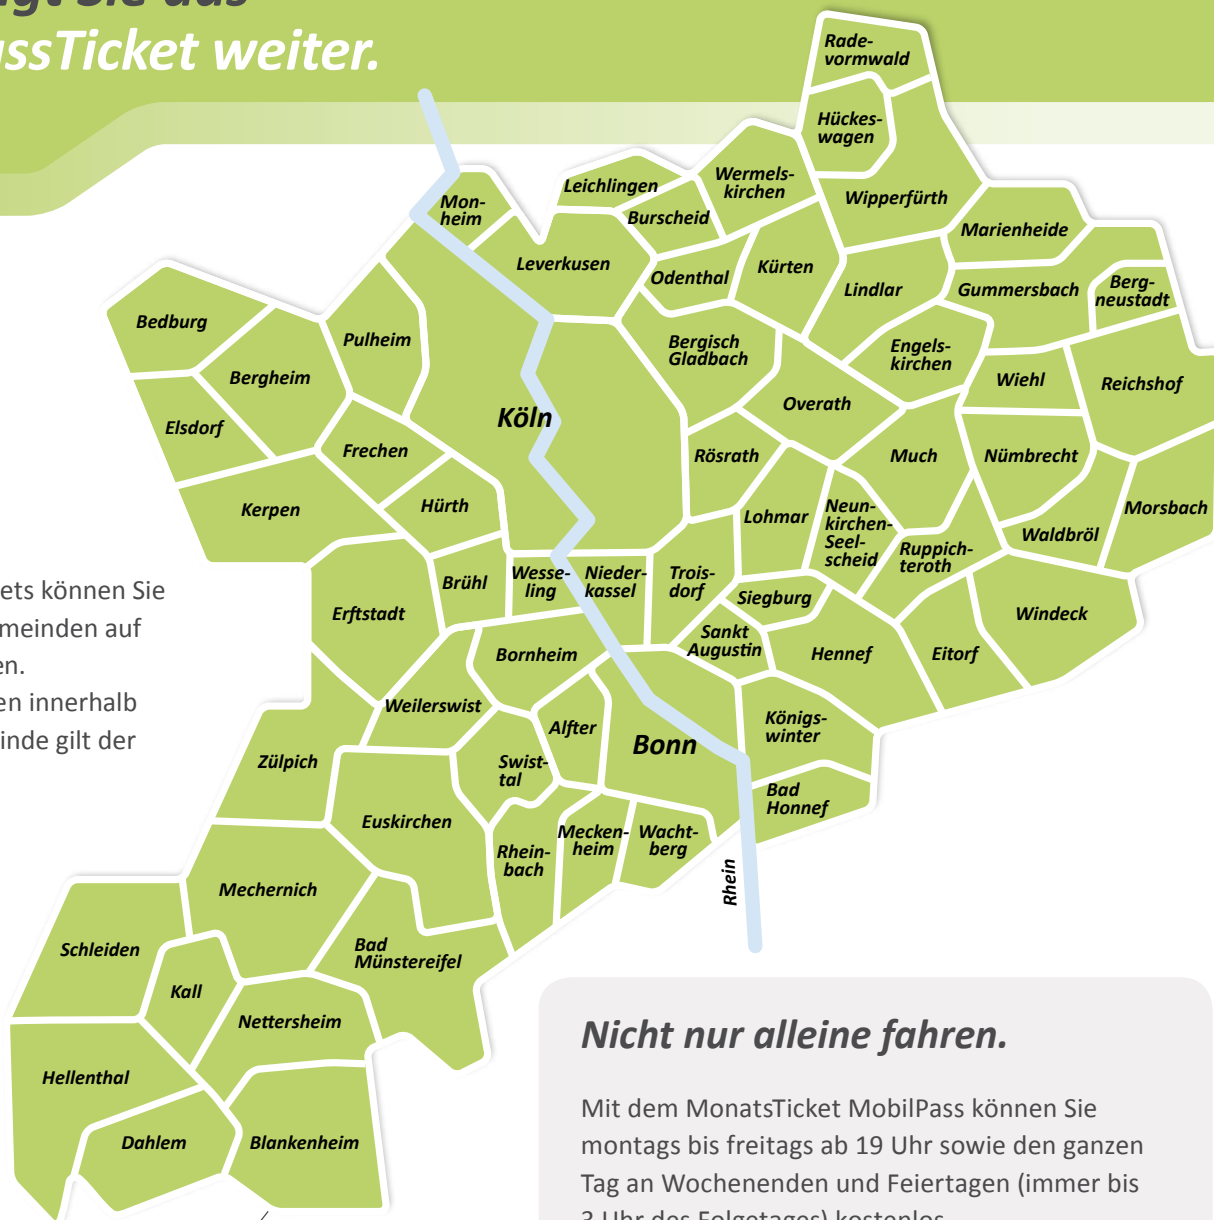 PassTicket weiter.
Rade-
vormwald
Hückes-
wagen
Wermels-
kirchen
Leichlingen
Wipperfürth
Mon-
heim
Burscheid
Marienheide
Leverkusen
Odenthal
Kürten
Lindlar
Gummersbach
Berg-
neustadt
Bedburg
Pulheim
Bergisch
Gladbach
Engels-
kirchen
Bergheim
Wiehl
Reichshof
Overath
Köln
Elsdorf
Frechen
Rösrath
Much
Nümbrecht
Kerpen
Hürth
Lohmar
Neun-
kirchen-
Seel-
scheid
Morsbach
Waldbröl
Ruppich-
teroth
Brühl
Wesse-
ling
Nieder-
kassel
Trois-
dorf
Siegburg
Erftstadt
Windeck
Sankt
Augustin
Bornheim
Hennef
Eitorf
können Sie
auf
innerhalb
gilt der
Weilerswist
Alfter
Bonn
Königs-
winter
Zülpich
Swist-
tal
Bad
Honnef
Euskirchen
Rhein-
bach
Mecken-
heim
Wacht-
berg
Rhein
Mechernich
Schleiden
Bad
Münstereifel
Kall
Nettersheim
Hellenthal
Dahlem
Blankenheim
Nicht nur alleine fahren.
Mit dem MonatsTicket MobilPass können Sie
montags bis freitags ab 19 Uhr sowie den ganzen
Tag an Wochenenden und Feiertagen (immer bis
3 Uhr des Folgetages) kostenlos